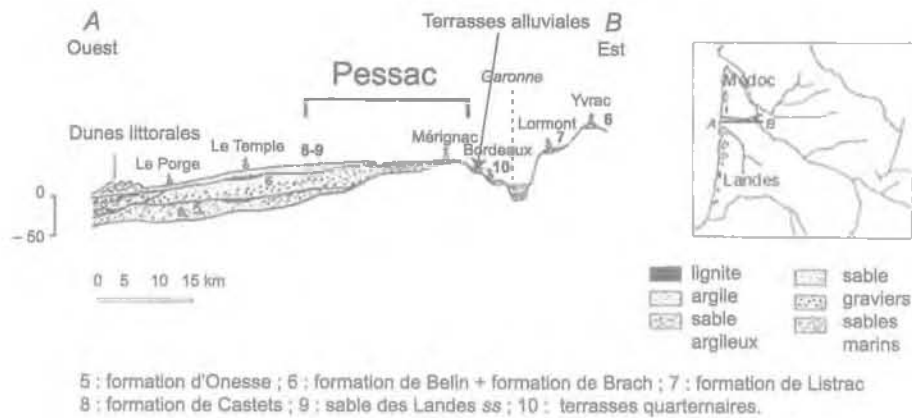 A
Ouest
Terrasses alluviales
B
Est
Pessac
Garonne
Yvrac
6
Lormont
7
Médoc
A
B
Landes
Dunes littorales
Le Porge
Le Temple
8-9
Mérignac
Bordeaux
10
6
5
0
– 50
0 5 10 15 km
lignite
argile
sable
argileux
sable
graviers
sables
marins
5 : formation d'Onesse ; 6 : formation de Belin + formation de Brach ; 7 : formation de Listrac
8 : formation de Castets ; 9 : sable des Landes ss ; 10 : terrasses quarternaires.